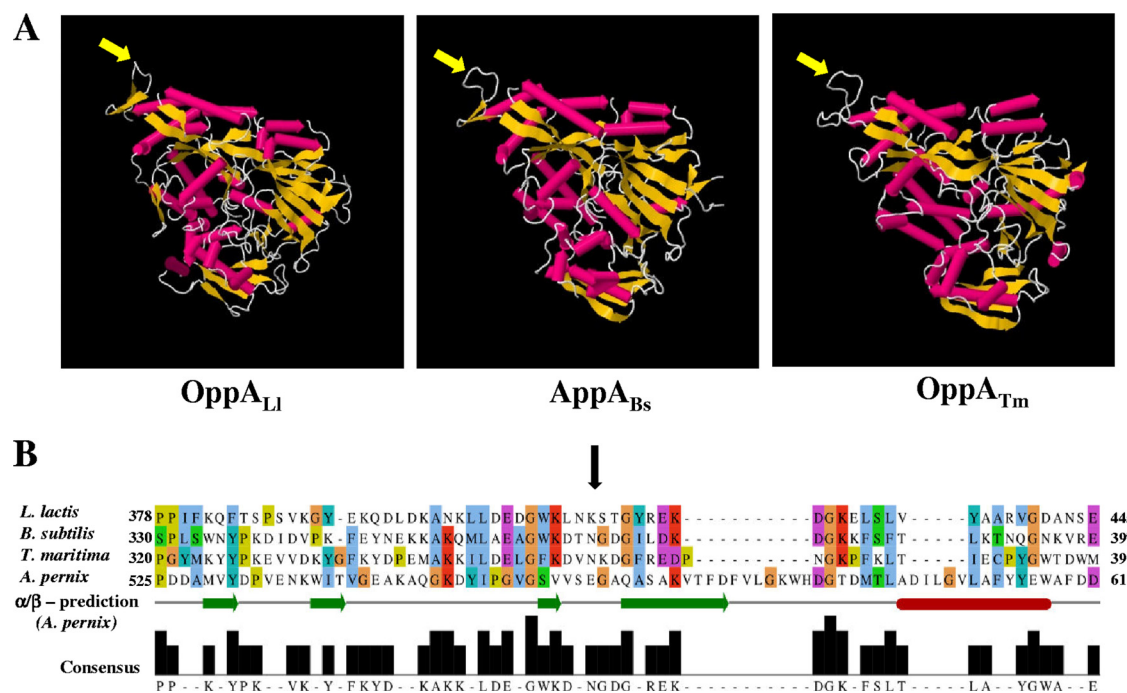 A
OppA_Ll AppA_Bs OppA_Tm
B
L. lactis 378 PPIFKQFTSPSVKGY-EKQDLDKANKLLDEDGWKLNKSTGYREK-----------DGKELSLV-----YAARVGDANSE 44
B. subtilis 330 SPLSWNYPKDIDVPK-FEYNEKKAKQMLAEAGWKDTNGDGILDK-----------DGKKFSFT-----LKTNQGNKVRE 39
T. maritima 320 PGYMKYYPKEVVDKYGFKYDPEMAKKILDELGFKDVNKDGFREDP----------NGKPFKLT-----IECPYGWTDWM 39
A. pernix 525 PDDAMVYDPVENKWITVGEAKAQGKDYIPGVGSVVSEGAQASAKVTFDFVLGKWHDGTDMTLADILGVLAFYYEWAFDD 61
α/β – prediction
(A. pernix)
Consensus
PP--K-YPK--VK-Y-FKYD--KAKK-LDE-GWKD-NGDG-REK-----------DGK-FSLT-----LA--YGWA--E